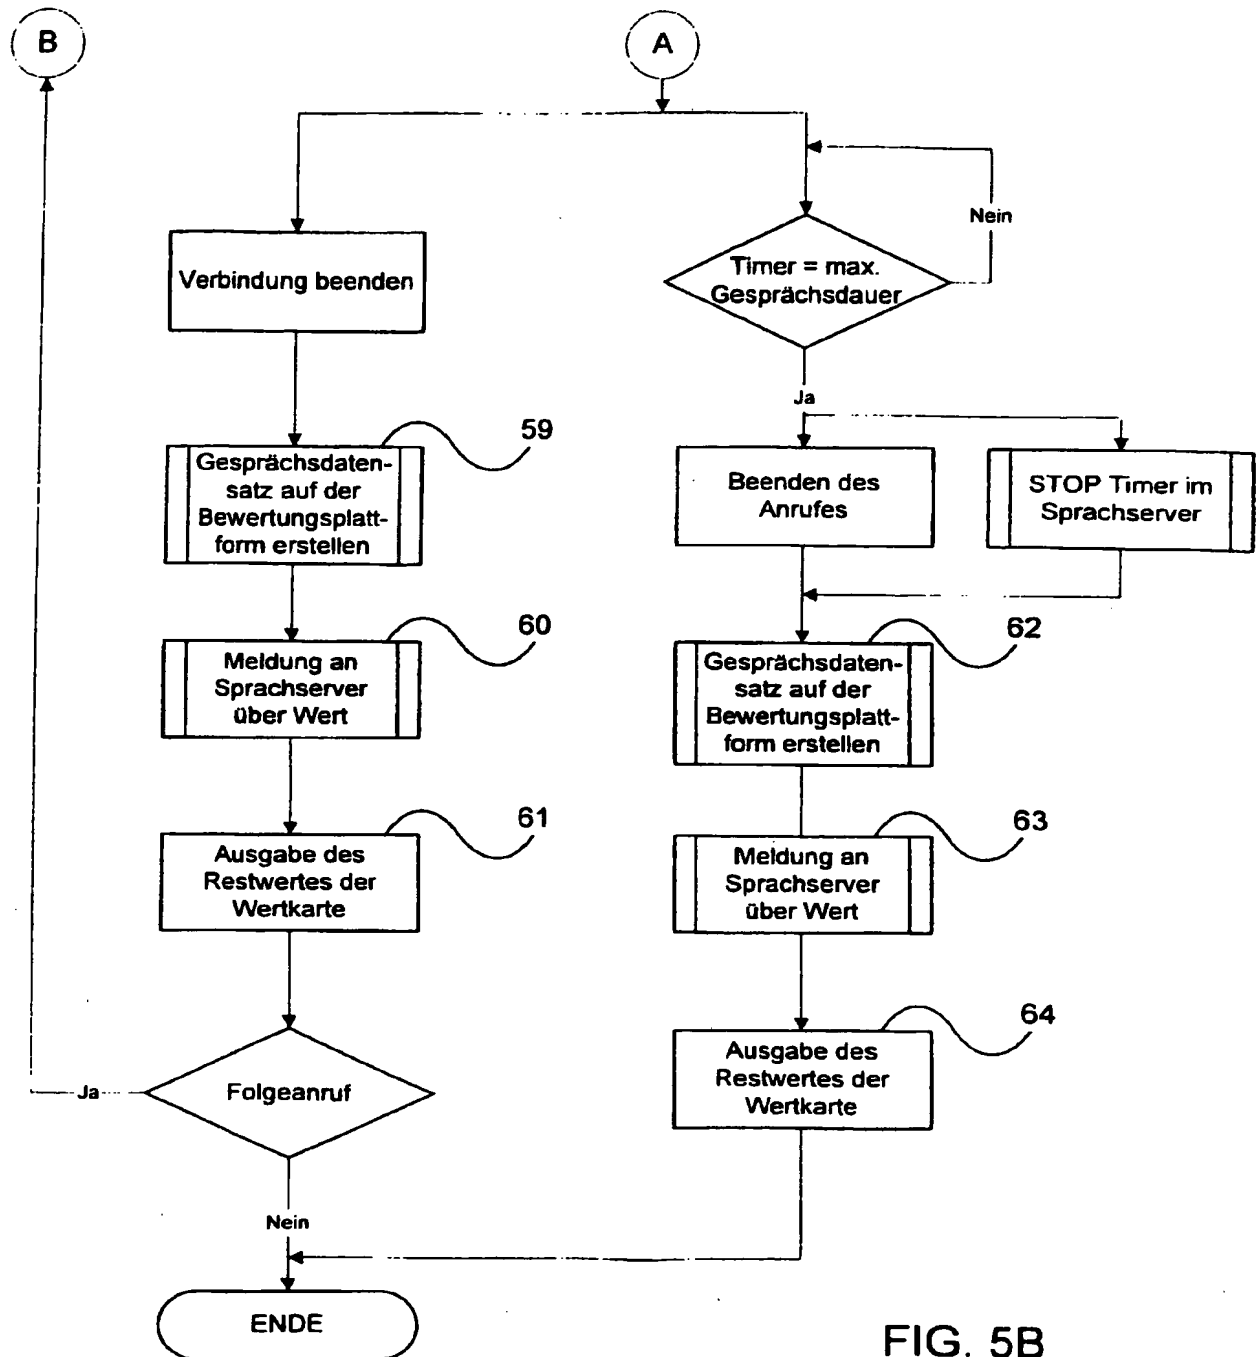 B
A
Nein
Verbindung beenden
Timer = max.
Gesprächsdauer
Ja
59
Gesprächsdaten-
satz auf der
Bewertungsplatt-
form erstellen
Beenden des
Anrufes
STOP Timer im
Sprachserver
60
Meldung an
Sprachserver
über Wert
62
Gesprächsdaten-
satz auf der
Bewertungsplatt-
form erstellen
61
Ausgabe des
Restwertes der
Wertkarte
63
Meldung an
Sprachserver
über Wert
64
Ausgabe des
Restwertes der
Wertkarte
Ja
Folgeanruf
Nein
ENDE
FIG. 5B